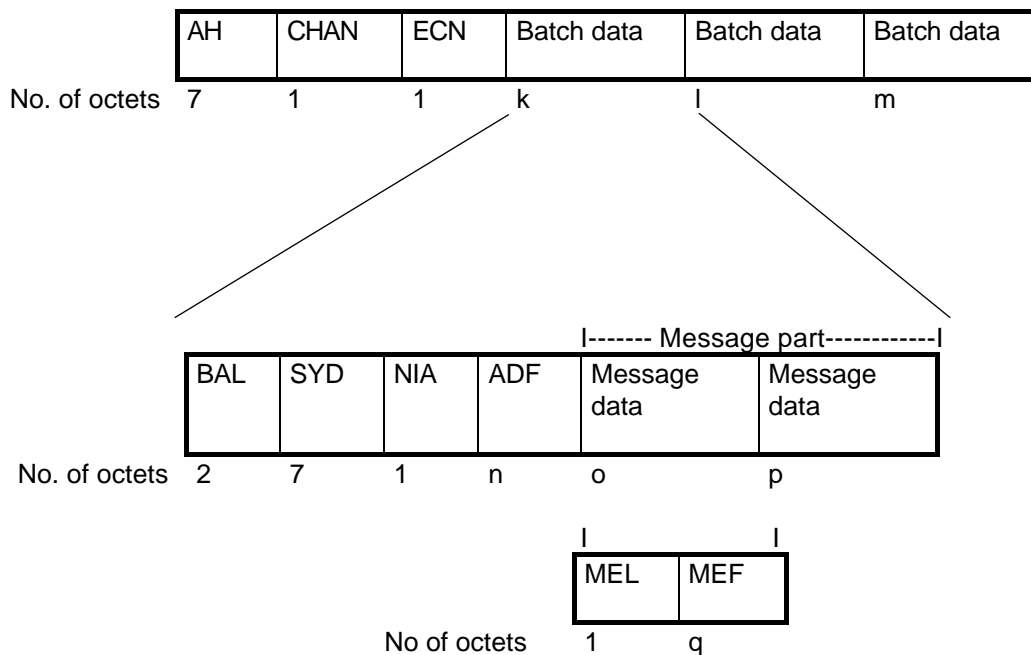 AH CHAN ECN Batch data Batch data Batch data
No. of octets 7 1 1 k l m
I------- Message part------------I
BAL SYD NIA ADF Message data Message data
No. of octets 2 7 1 n o p
I I
MEL MEF
No of octets 1 q